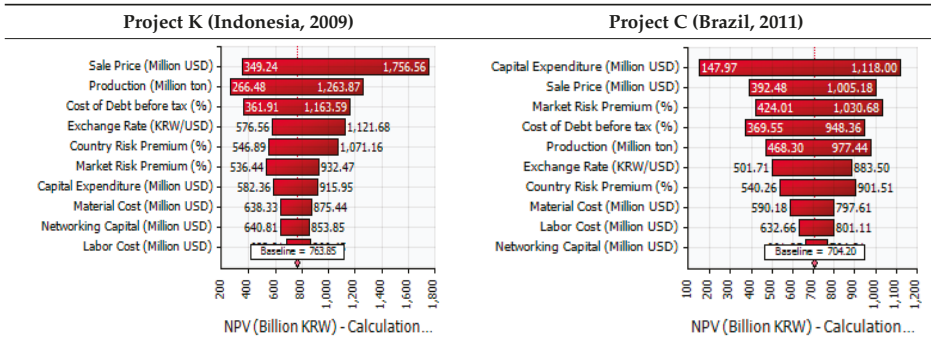 Project K (Indonesia, 2009)
Sale Price (Million USD) 349.24 1,756.56
Production (Million ton) 266.48 1,263.87
Cost of Debt before tax (%) 361.91 1,163.59
Exchange Rate (KRW/USD) 576.56 1,121.68
Country Risk Premium (%) 546.89 1,071.16
Market Risk Premium (%) 536.44 932.47
Capital Expenditure (Million USD) 582.36 915.95
Material Cost (Million USD) 638.33 875.44
Networking Capital (Million USD) 640.81 853.85
Labor Cost (Million USD)
Baseline = 763.85
200 400 600 800 1,000 1,200 1,400 1,600 1,800
NPV (Billion KRW) - Calculation...
Project C (Brazil, 2011)
Capital Expenditure (Million USD) 147.97 1,118.00
Sale Price (Million USD) 392.48 1,005.18
Market Risk Premium (%) 424.01 1,030.68
Cost of Debt before tax (%) 369.55 948.36
Production (Million ton) 468.30 977.44
Exchange Rate (KRW/USD) 501.71 883.50
Country Risk Premium (%) 540.26 901.51
Material Cost (Million USD) 590.18 797.61
Labor Cost (Million USD) 632.66 801.11
Networking Capital (Million USD)
Baseline = 704.20
100 200 300 400 500 600 700 800 900 1,000 1,100 1,200
NPV (Billion KRW) - Calculation...